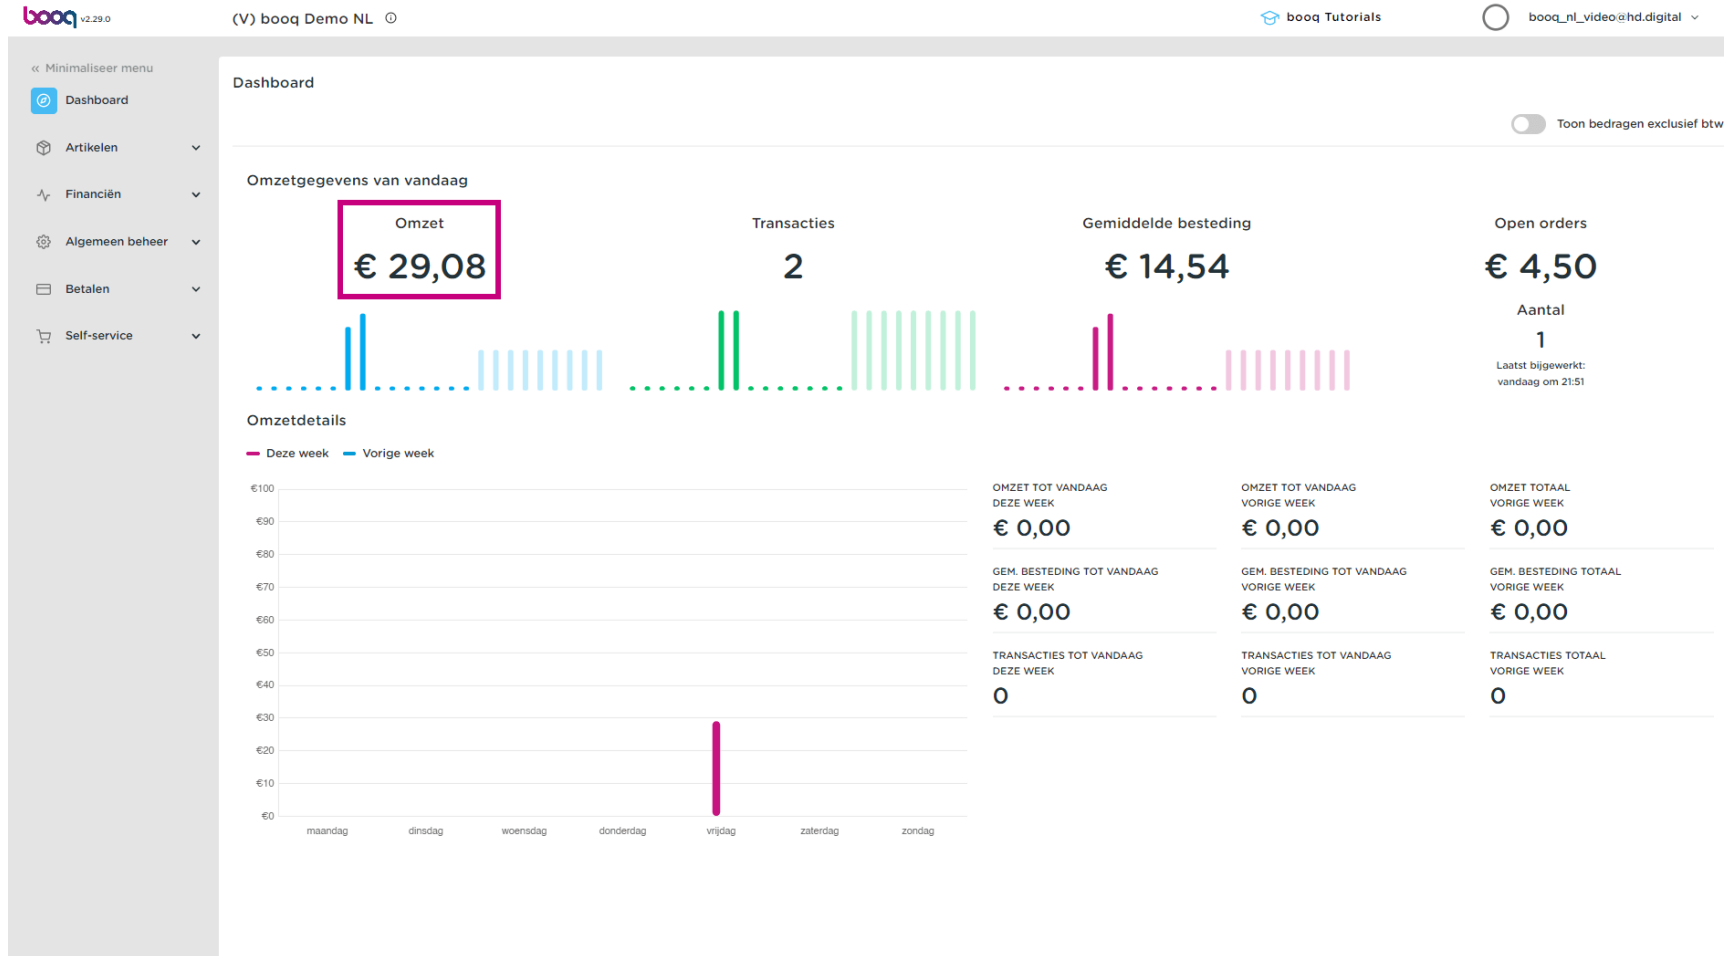 booq v2.29.0
(V) booq Demo NL
booq Tutorials
booq_nl_video@hd.digital
« Minimaliseer menu
Dashboard
Artikelen
Financiën
Algemeen beheer
Betalen
Self-service
Dashboard
Toon bedragen exclusief btw
Omzetgegevens van vandaag
Omzet
€ 29,08
Transacties
2
Gemiddelde besteding
€ 14,54
Open orders
€ 4,50
Aantal
1
Laatst bijgewerkt:
vandaag om 21:51
Omzetdetails
Deze week
Vorige week
€100
€90
€80
€70
€60
€50
€40
€30
€20
€10
€0
maandag
dinsdag
woensdag
donderdag
vrijdag
zaterdag
zondag
OMZET TOT VANDAAG
DEZE WEEK
€ 0,00
OMZET TOT VANDAAG
VORIGE WEEK
€ 0,00
OMZET TOTAAL
VORIGE WEEK
€ 0,00
GEM. BESTEDING TOT VANDAAG
DEZE WEEK
€ 0,00
GEM. BESTEDING TOT VANDAAG
VORIGE WEEK
€ 0,00
GEM. BESTEDING TOTAAL
VORIGE WEEK
€ 0,00
TRANSACTIES TOT VANDAAG
DEZE WEEK
0
TRANSACTIES TOT VANDAAG
VORIGE WEEK
0
TRANSACTIES TOTAAL
VORIGE WEEK
0